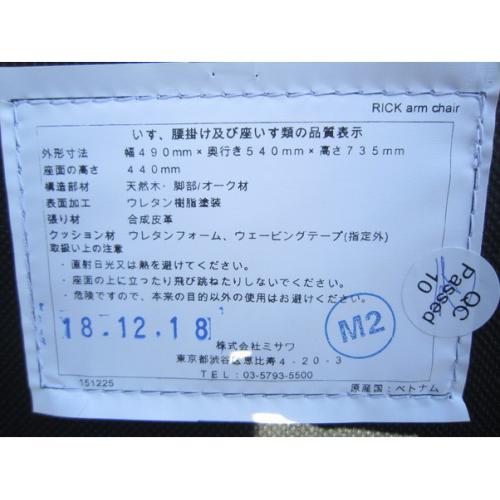 RICK arm chair
いす、腰掛け及び座いす類の品質表示
外形寸法 幅490mm×奥行き540mm×高さ735mm
座面の高さ 440mm
構造部材 天然木・脚部/オーク材
表面加工 ウレタン樹脂塗装
張り材 合成皮革
クッション材 ウレタンフォーム、ウェービングテープ(指定外)
取扱い上の注意
・直射日光又は熱を避けてください。
・座面の上に立ったり飛び跳ねたりしないでください。
・危険ですので、本来の目的以外の使用はお避けください。
QC
Passed
10
18.12.18
M2
株式会社ミサワ
東京都渋谷区恵比寿4-20-3
TEL:03-5793-5500
151225
原産国:ベトナム